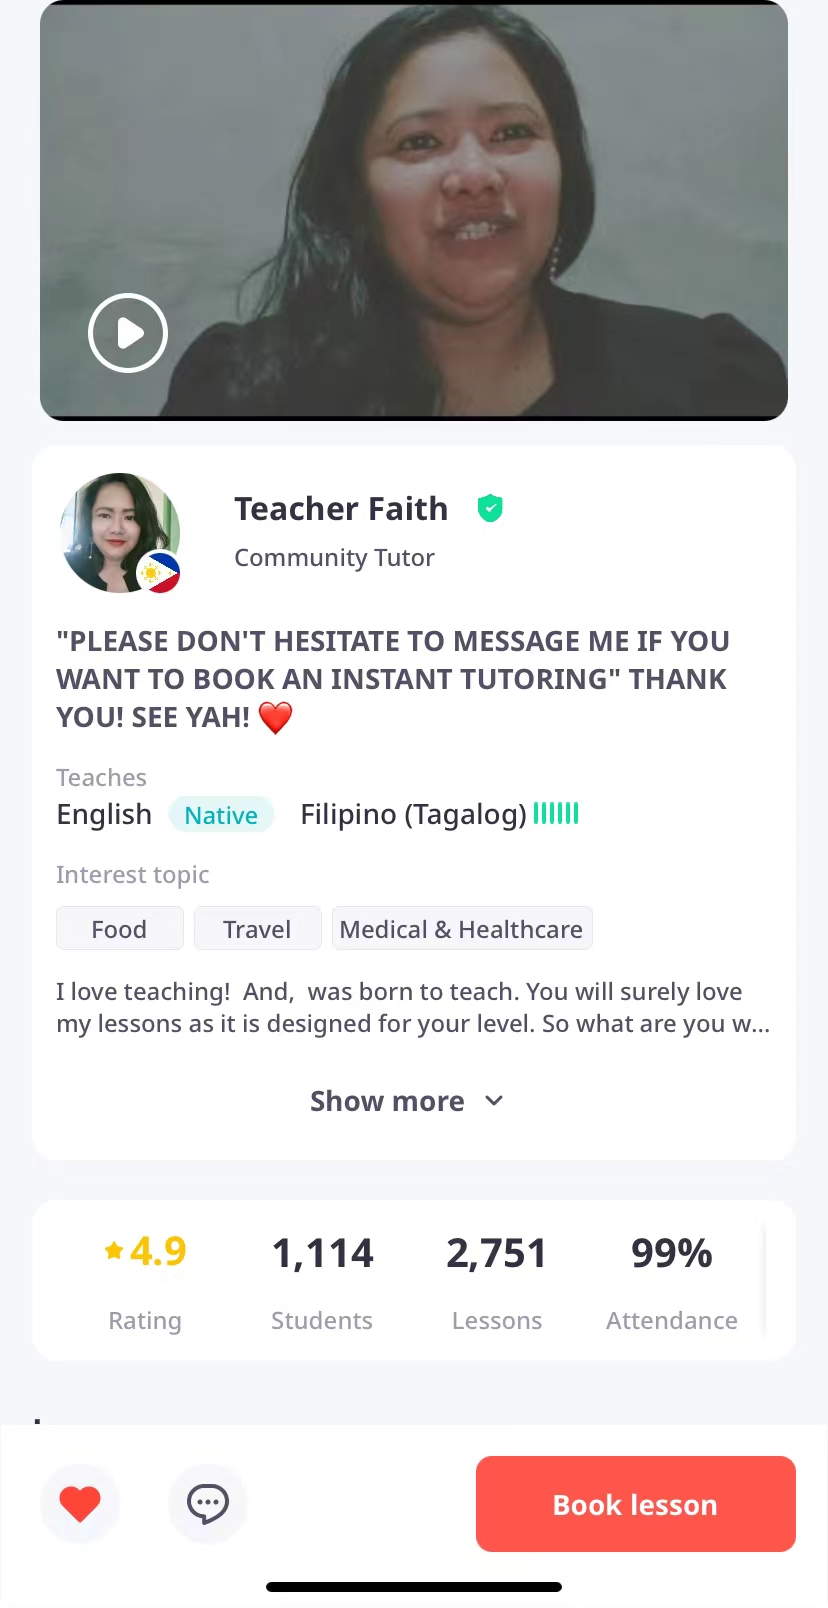 Teacher Faith
Community Tutor
"PLEASE DON'T HESITATE TO MESSAGE ME IF YOU
WANT TO BOOK AN INSTANT TUTORING" THANK
YOU! SEE YAH! ❤️
Teaches
English Native Filipino (Tagalog)
Interest topic
Food Travel Medical & Healthcare
I love teaching!  And,  was born to teach. You will surely love
my lessons as it is designed for your level. So what are you w...
Show more
4.9 1,114 2,751 99%
Rating Students Lessons Attendance
Book lesson